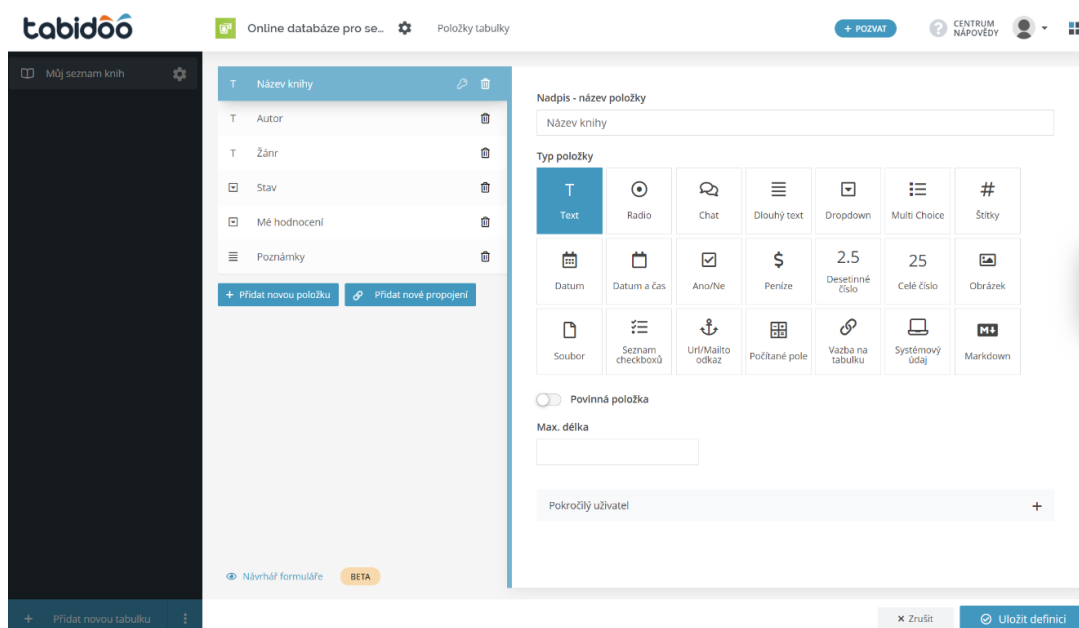 tabidoo
Online databáze pro se...
Položky tabulky
+ POZVAT
? CENTRUM
NÁPOVĚDY
Můj seznam knih
T Název knihy
T Autor
T Žánr
Stav
Mé hodnocení
Poznámky
+ Přidat novou položku
Přidat nové propojení
Návrhář formuláře
BETA
+ Přidat novou tabulku
Nadpis - název položky
Název knihy
Typ položky
T
Text
Radio
Chat
Dlouhý text
Dropdown
Multi Choice
#
Štítky
Datum
Datum a čas
Ano/Ne
$
Peníze
2.5
Desetinné
číslo
25
Celé číslo
Obrázek
Soubor
Seznam
checkboxů
Url/Mailto
odkaz
Počítané pole
Vazba na
tabulku
Systémový
údaj
M
Markdown
Povinná položka
Max. délka
Pokročilý uživatel
+
× Zrušit
Uložit definici